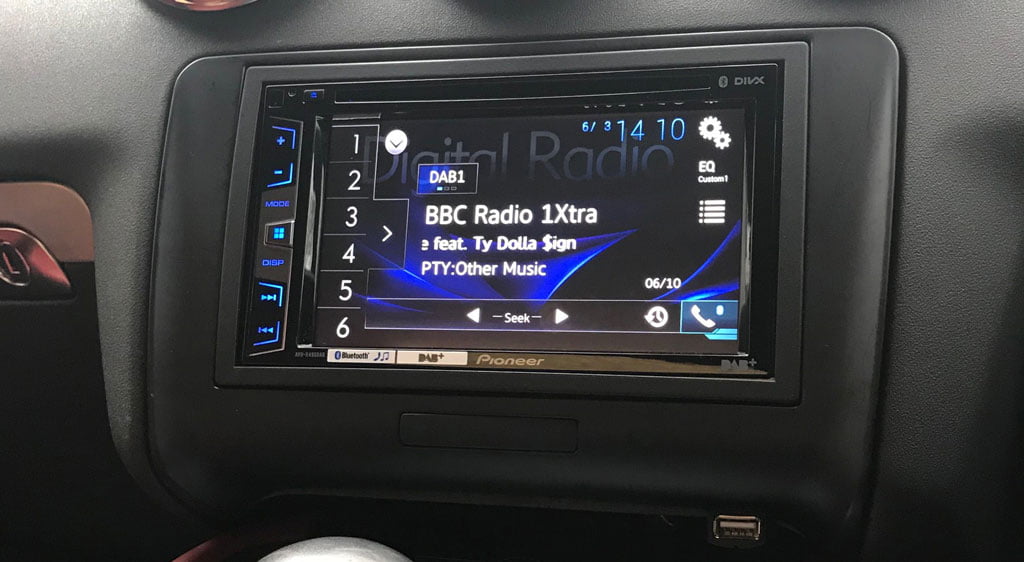 DIVX
6/ 3 14 10
Digital Radio
1
2
3
4
5
6
DAB1
EQ
Custom1
BBC Radio 1Xtra
e feat. Ty Dolla $ign
PTY:Other Music
06/10
Seek
+
-
MODE
DISP
Bluetooth
DAB+
Pioneer
DAB+